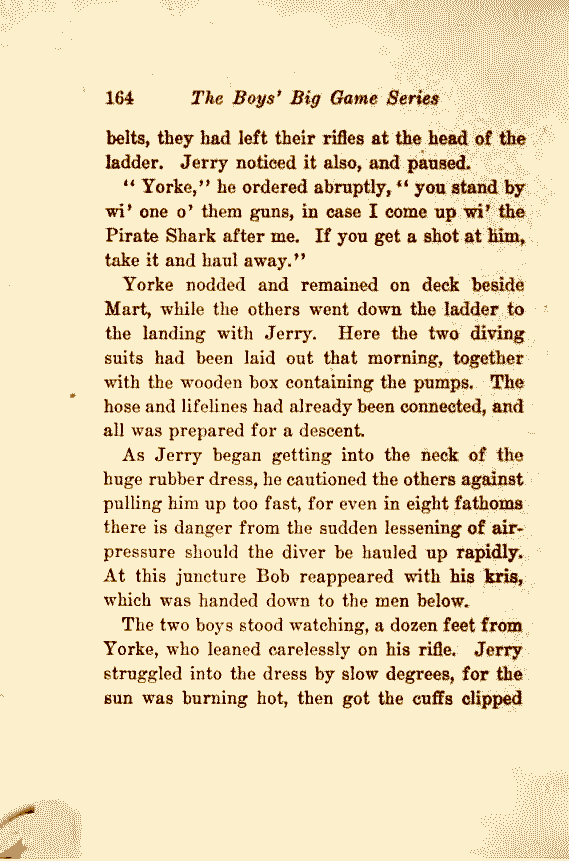 164 The Boys' Big Game Series
belts, they had left their rifles at the head of the
ladder. Jerry noticed it also, and paused.
" Yorke," he ordered abruptly, " you stand by
wi' one o' them guns, in case I come up wi' the
Pirate Shark after me. If you get a shot at him,
take it and haul away."
Yorke nodded and remained on deck beside
Mart, while the others went down the ladder to
the landing with Jerry. Here the two diving
suits had been laid out that morning, together
with the wooden box containing the pumps. The
hose and lifelines had already been connected, and
all was prepared for a descent.
As Jerry began getting into the neck of the
huge rubber dress, he cautioned the others against
pulling him up too fast, for even in eight fathoms
there is danger from the sudden lessening of air-
pressure should the diver be hauled up rapidly.
At this juncture Bob reappeared with his kris,
which was handed down to the men below.
The two boys stood watching, a dozen feet from
Yorke, who leaned carelessly on his rifle. Jerry
struggled into the dress by slow degrees, for the
sun was burning hot, then got the cuffs clipped